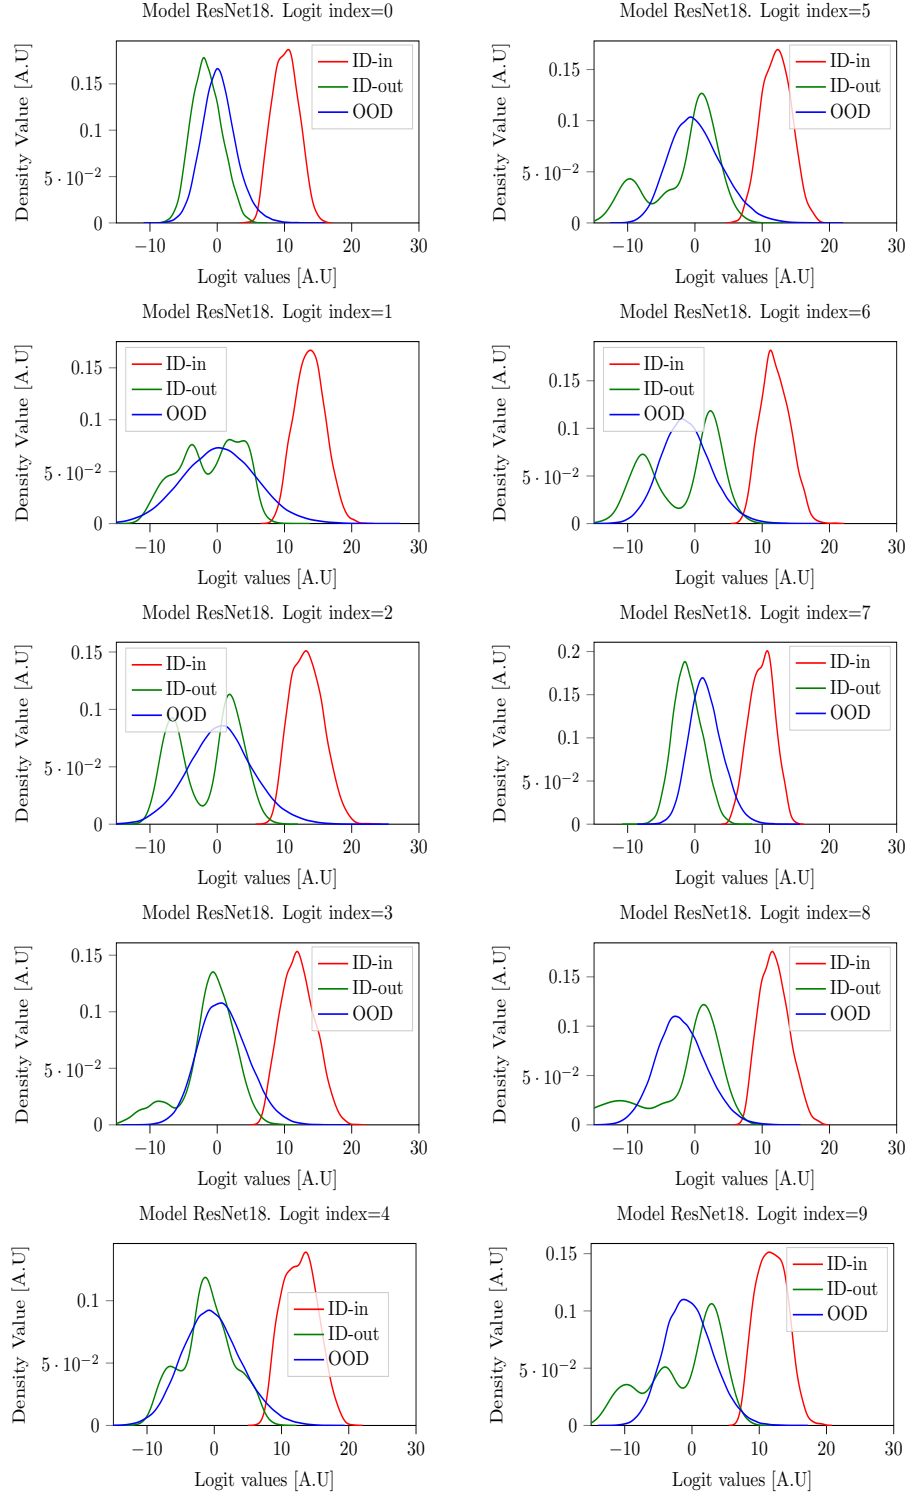 Model ResNet18. Logit index=0
Density Value [A.U]
0.15
0.1
5 · 10⁻²
0
ID-in
ID-out
OOD
−10 0 10 20 30
Logit values [A.U]
Model ResNet18. Logit index=5
Density Value [A.U]
0.15
0.1
5 · 10⁻²
0
ID-in
ID-out
OOD
−10 0 10 20 30
Logit values [A.U]
Model ResNet18. Logit index=1
Density Value [A.U]
0.15
0.1
5 · 10⁻²
0
ID-in
ID-out
OOD
−10 0 10 20 30
Logit values [A.U]
Model ResNet18. Logit index=6
Density Value [A.U]
0.15
0.1
5 · 10⁻²
0
ID-in
ID-out
OOD
−10 0 10 20 30
Logit values [A.U]
Model ResNet18. Logit index=2
Density Value [A.U]
0.15
0.1
5 · 10⁻²
0
ID-in
ID-out
OOD
−10 0 10 20 30
Logit values [A.U]
Model ResNet18. Logit index=7
Density Value [A.U]
0.2
0.15
0.1
5 · 10⁻²
0
ID-in
ID-out
OOD
−10 0 10 20 30
Logit values [A.U]
Model ResNet18. Logit index=3
Density Value [A.U]
0.15
0.1
5 · 10⁻²
0
ID-in
ID-out
OOD
−10 0 10 20 30
Logit values [A.U]
Model ResNet18. Logit index=8
Density Value [A.U]
0.15
0.1
5 · 10⁻²
0
ID-in
ID-out
OOD
−10 0 10 20 30
Logit values [A.U]
Model ResNet18. Logit index=4
Density Value [A.U]
0.1
5 · 10⁻²
0
ID-in
ID-out
OOD
−10 0 10 20 30
Logit values [A.U]
Model ResNet18. Logit index=9
Density Value [A.U]
0.15
0.1
5 · 10⁻²
0
ID-in
ID-out
OOD
−10 0 10 20 30
Logit values [A.U]